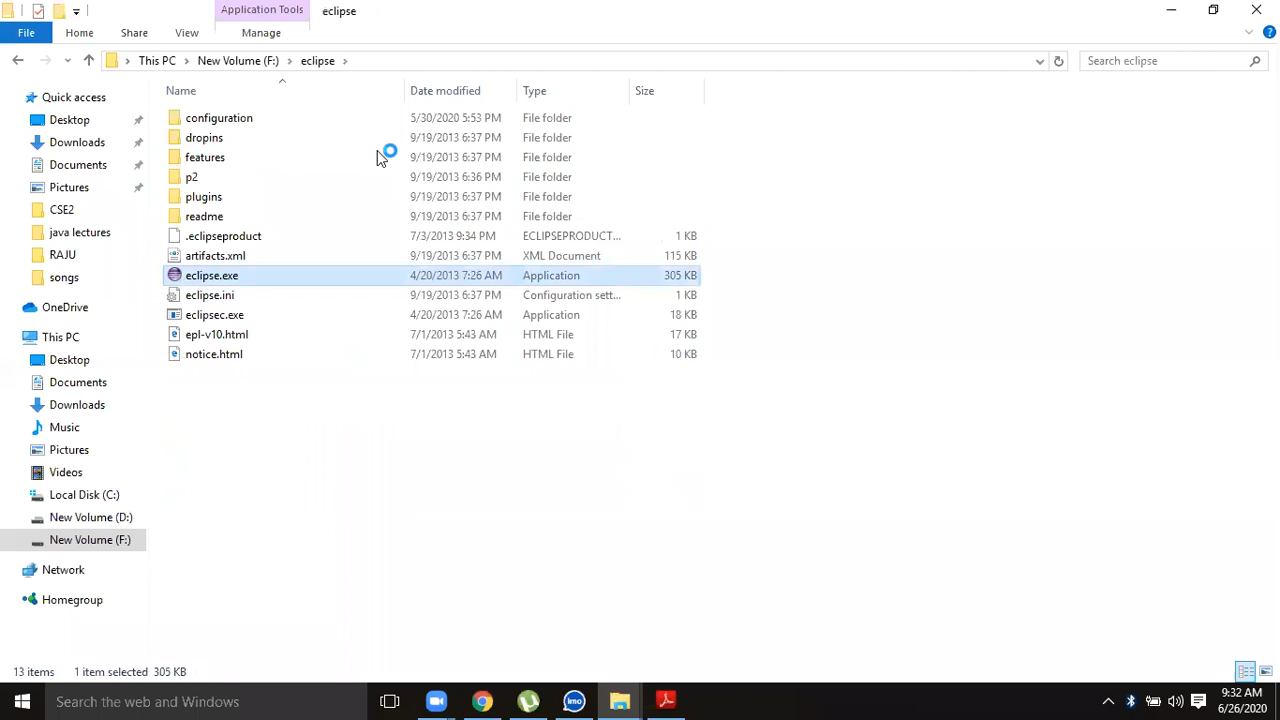 Application Tools eclipse
File Home Share View Manage
This PC New Volume (F:) eclipse Search eclipse
Name Date modified Type Size
Quick access
Desktop
Downloads
Documents
Pictures
CSE2
java lectures
RAJU
songs
OneDrive
This PC
Desktop
Documents
Downloads
Music
Pictures
Videos
Local Disk (C:)
New Volume (D:)
New Volume (F:)
Network
Homegroup
configuration 5/30/2020 5:53 PM File folder
dropins 9/19/2013 6:37 PM File folder
features 9/19/2013 6:37 PM File folder
p2 9/19/2013 6:36 PM File folder
plugins 9/19/2013 6:37 PM File folder
readme 9/19/2013 6:37 PM File folder
.eclipseproduct 7/3/2013 9:34 PM ECLIPSEPRODUCT... 1 KB
artifacts.xml 9/19/2013 6:37 PM XML Document 115 KB
eclipse.exe 4/20/2013 7:26 AM Application 305 KB
eclipse.ini 9/19/2013 6:37 PM Configuration sett... 1 KB
eclipsec.exe 4/20/2013 7:26 AM Application 18 KB
epl-v10.html 7/1/2013 5:43 AM HTML File 17 KB
notice.html 7/1/2013 5:43 AM HTML File 10 KB
13 items 1 item selected 305 KB
Search the web and Windows imo 9:32 AM
6/26/2020